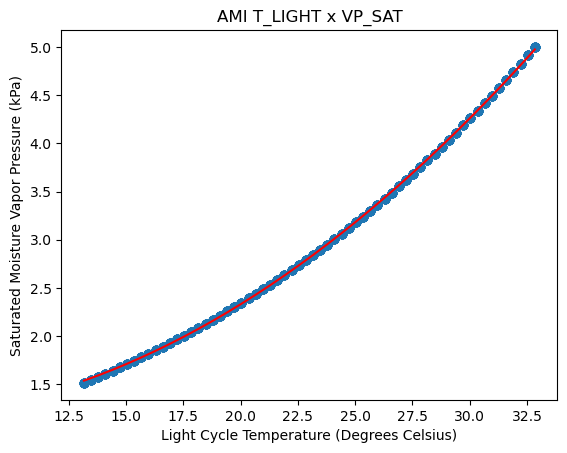 AMI T_LIGHT x VP_SAT
Saturated Moisture Vapor Pressure (kPa)
5.0
4.5
4.0
3.5
3.0
2.5
2.0
1.5
12.5 15.0 17.5 20.0 22.5 25.0 27.5 30.0 32.5
Light Cycle Temperature (Degrees Celsius)